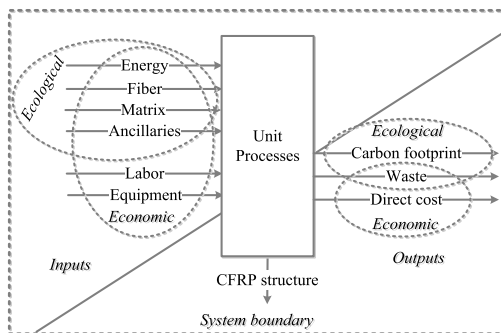 Ecological
Energy
Fiber
Matrix
Ancillaries
Labor
Equipment
Economic
Inputs
Unit
Processes
Ecological
Carbon footprint
Waste
Direct cost
Economic
Outputs
CFRP structure
System boundary